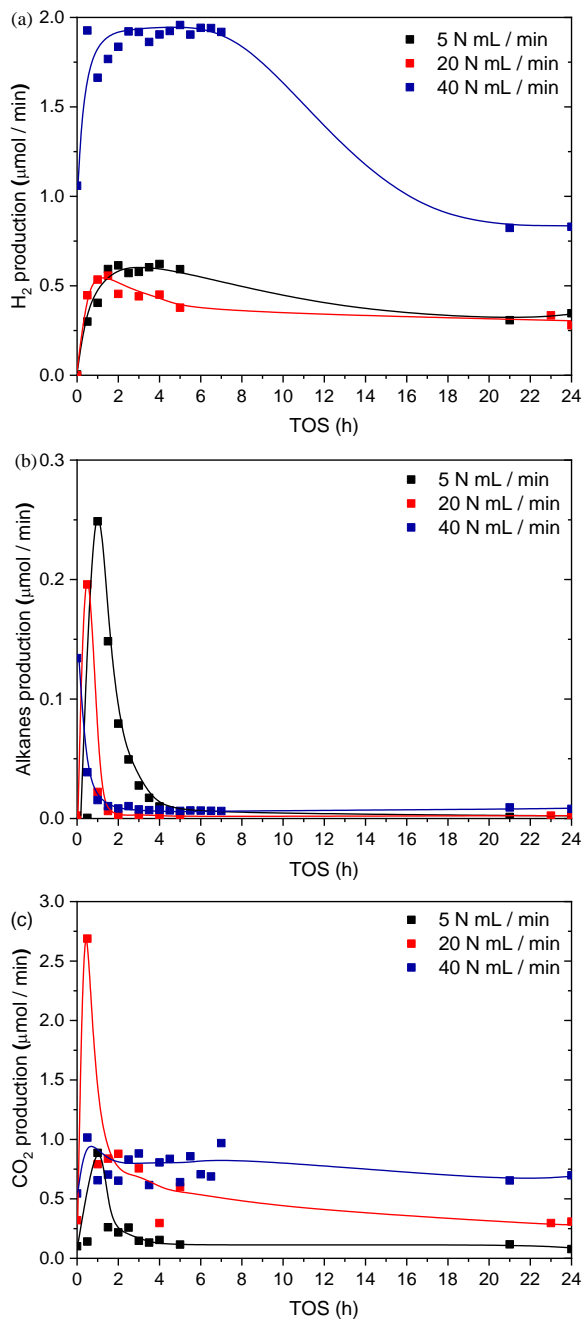 (a)
5 N mL / min
20 N mL / min
40 N mL / min
H₂ production (μmol / min)
2.0
1.5
1.0
0.5
0.0
0 2 4 6 8 10 12 14 16 18 20 22 24
TOS (h)
(b)
5 N mL / min
20 N mL / min
40 N mL / min
Alkanes production (μmol / min)
0.3
0.2
0.1
0.0
0 2 4 6 8 10 12 14 16 18 20 22 24
TOS (h)
(c)
5 N mL / min
20 N mL / min
40 N mL / min
CO₂ production (μmol / min)
3.0
2.5
2.0
1.5
1.0
0.5
0.0
0 2 4 6 8 10 12 14 16 18 20 22 24
TOS (h)